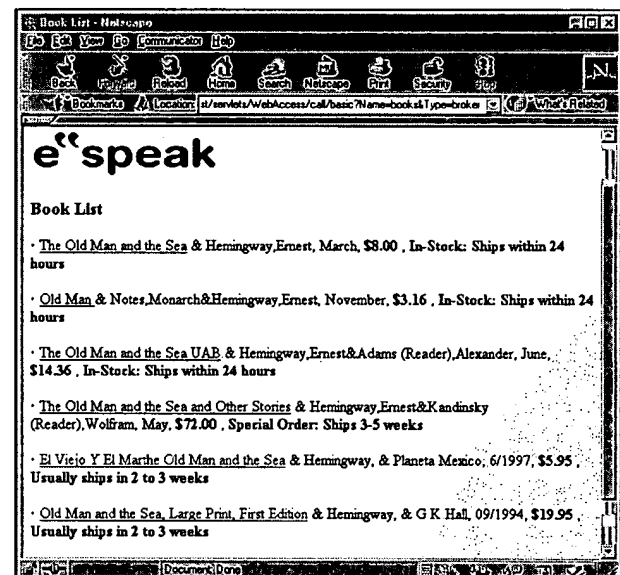 Book List - Netscape
File Edit View Go Communicator Help
Back Forward Reload Home Search Netscape Print Security Stop
N
Bookmarks Location: st/servlets/WebAccess/call/basic?Name=books&Type=broker What's Related
e“speak
Book List
· The Old Man and the Sea & Hemingway,Ernest, March, $8.00 , In-Stock: Ships within 24
hours
· Old Man & Notes,Monarch&Hemingway,Ernest, November, $3.16 , In-Stock: Ships within 24
hours
· The Old Man and the Sea UAB & Hemingway,Ernest&Adams (Reader),Alexander, June,
$14.36 , In-Stock: Ships within 24 hours
· The Old Man and the Sea and Other Stories & Hemingway,Ernest&Kandinsky
(Reader),Wolfram, May, $72.00 , Special Order: Ships 3-5 weeks
· El Viejo Y El Marthe Old Man and the Sea & Hemingway, & Planeta Mexico, 6/1997, $5.95 ,
Usually ships in 2 to 3 weeks
· Old Man and the Sea, Large Print, First Edition & Hemingway, & G K Hall, 09/1994, $19.95 ,
Usually ships in 2 to 3 weeks
Document: Done